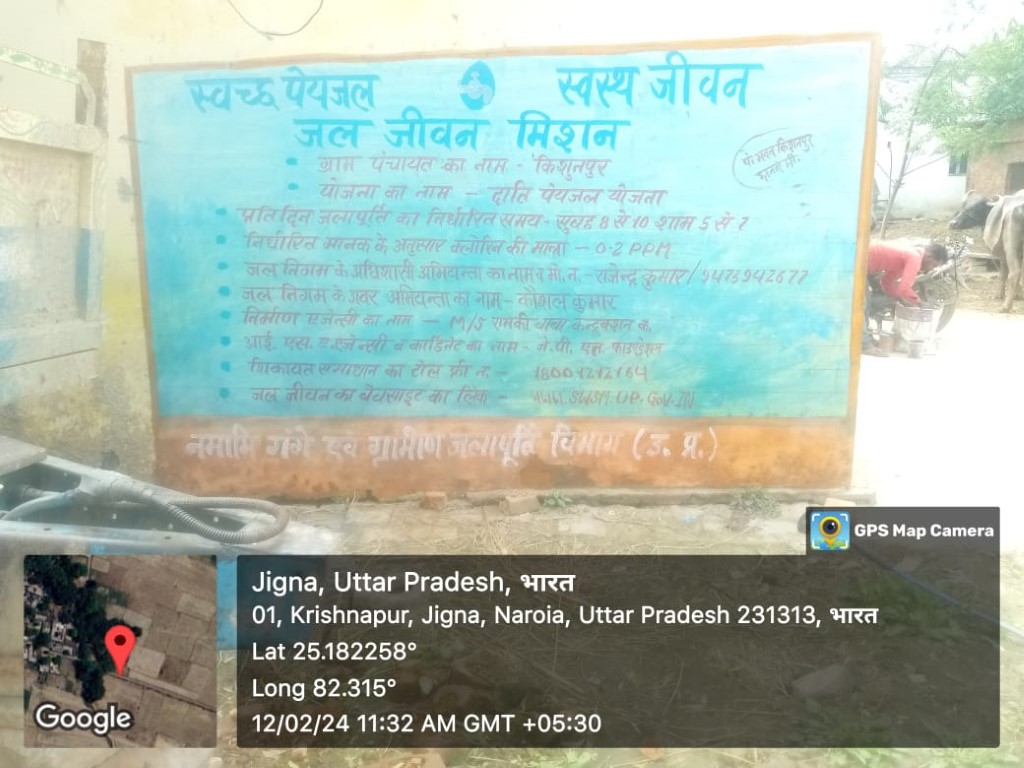 स्वच्छ पेयजल स्वस्थ जीवन
जल जीवन मिशन
ग्राम पंचायत का नाम - किशुनपुर
योजना का नाम - दाति पेयजल योजना
प्रतिदिन जलापूर्ति का निर्धारित समय - सुबह 8 से 10 शाम 5 से 7
निर्धारित मानक के अनुसार क्लोरिन की मात्रा - 0.2 PPM
जल निगम के अधिशासी अभियन्ता का नाम व मो. न. - राजेन्द्र कुमार /
जल निगम के अवर अभियन्ता का नाम - कौशल कुमार
निर्माण एजेन्सी का नाम - M/S रामकी
आई. एस. ए. एजेन्सी का नाम -
शिकायत समाधान का टोल फ्री न. - 18001212164
जल जीवन का वेबसाइट का लिंक - UP.GOV.IN
नमामि गंगे एवं ग्रामीण जलापूर्ति विभाग (उ. प्र.)
GPS Map Camera
Jigna, Uttar Pradesh, भारत
01, Krishnapur, Jigna, Naroia, Uttar Pradesh 231313, भारत
Lat 25.182258°
Long 82.315°
12/02/24 11:32 AM GMT +05:30
Google